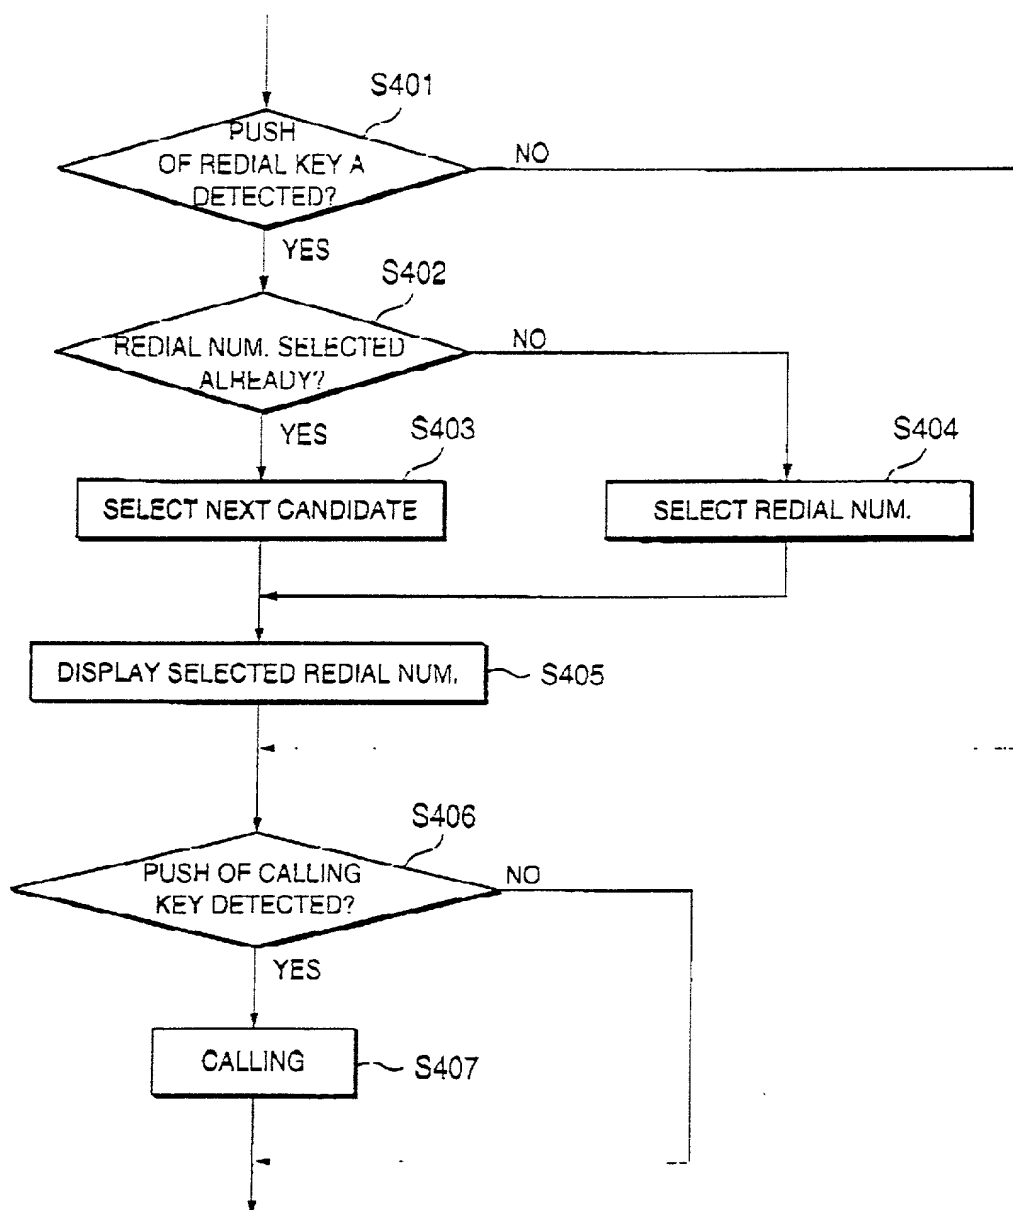 S401
PUSH
OF REDIAL KEY A
DETECTED?
NO
YES
S402
REDIAL NUM. SELECTED
ALREADY?
NO
YES
S403
SELECT NEXT CANDIDATE
S404
SELECT REDIAL NUM.
DISPLAY SELECTED REDIAL NUM.
S405
S406
PUSH OF CALLING
KEY DETECTED?
NO
YES
CALLING
S407